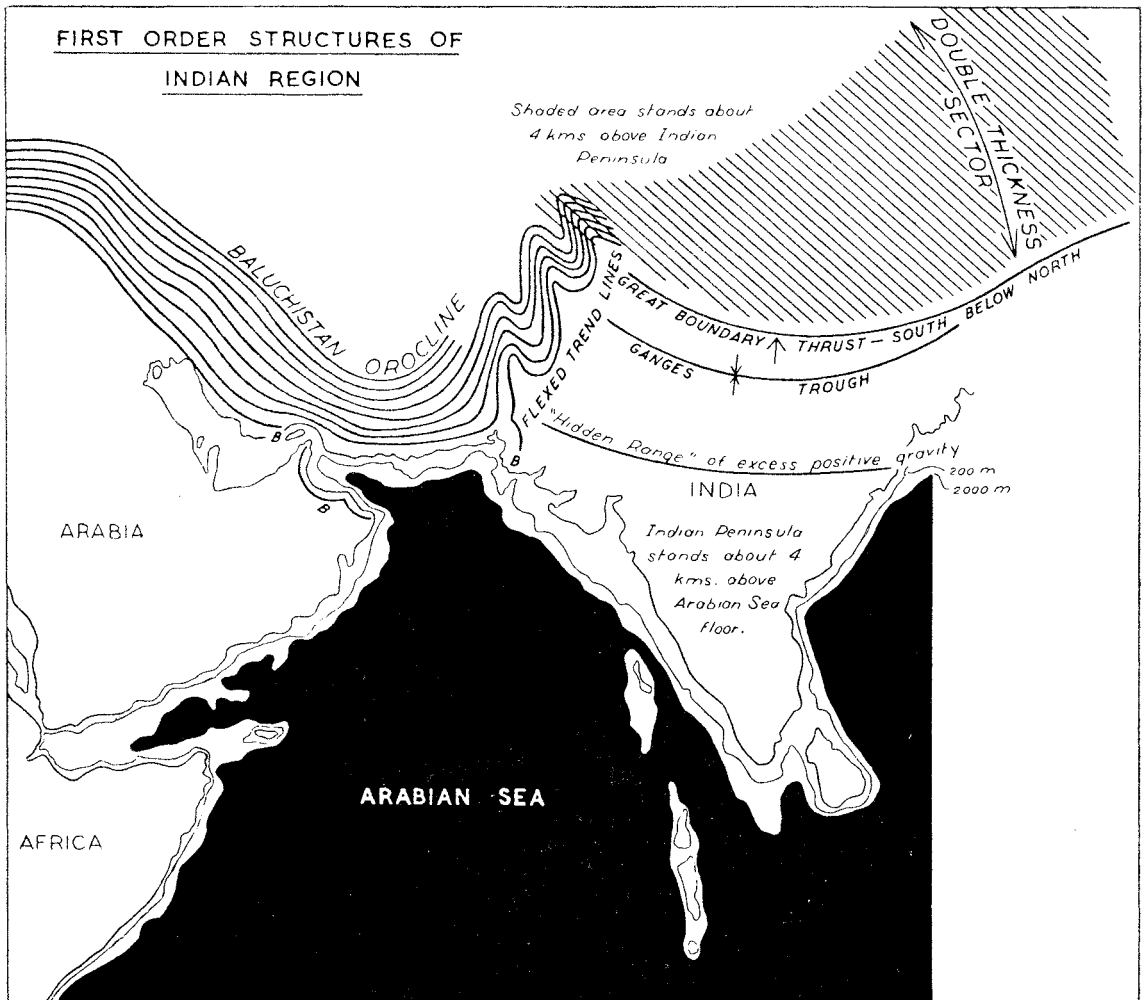 FIRST ORDER STRUCTURES OF
INDIAN REGION
Shaded area stands about
4 kms above Indian
Peninsula
DOUBLE THICKNESS
SECTOR
BALUCHISTAN OROCLINE
FLEXED TREND LINES
GREAT BOUNDARY THRUST — SOUTH BELOW NORTH
GANGES TROUGH
"Hidden Range" of excess positive gravity
B
B
B
200 m
2000 m
INDIA
ARABIA
Indian Peninsula
stands about 4
kms. above
Arabian Sea
floor.
ARABIAN SEA
AFRICA